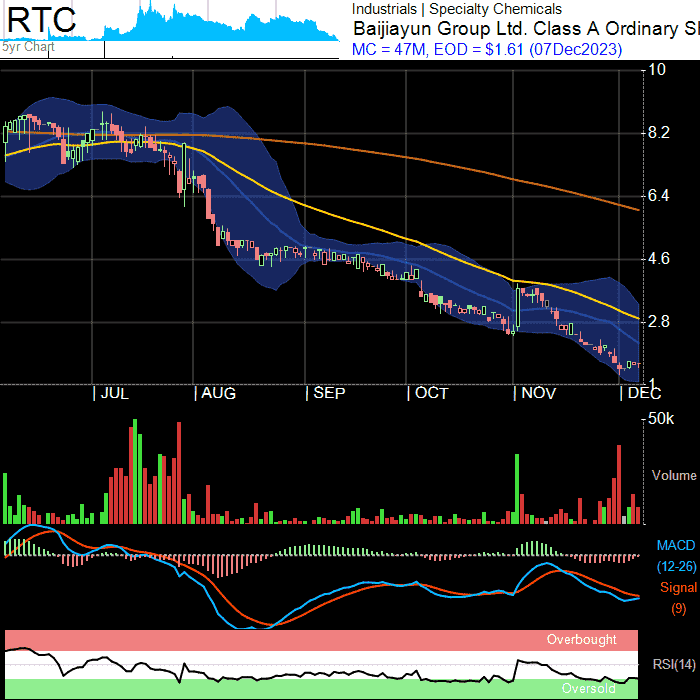 RTC
5yr Chart
Industrials | Specialty Chemicals
Baijiayun Group Ltd. Class A Ordinary Sl
MC = 47M, EOD = $1.61 (07Dec2023)
10
8.2
6.4
4.6
2.8
1
JUL AUG SEP OCT NOV DEC
50k
Volume
MACD
(12-26)
Signal
(9)
Overbought
RSI(14)
Oversold